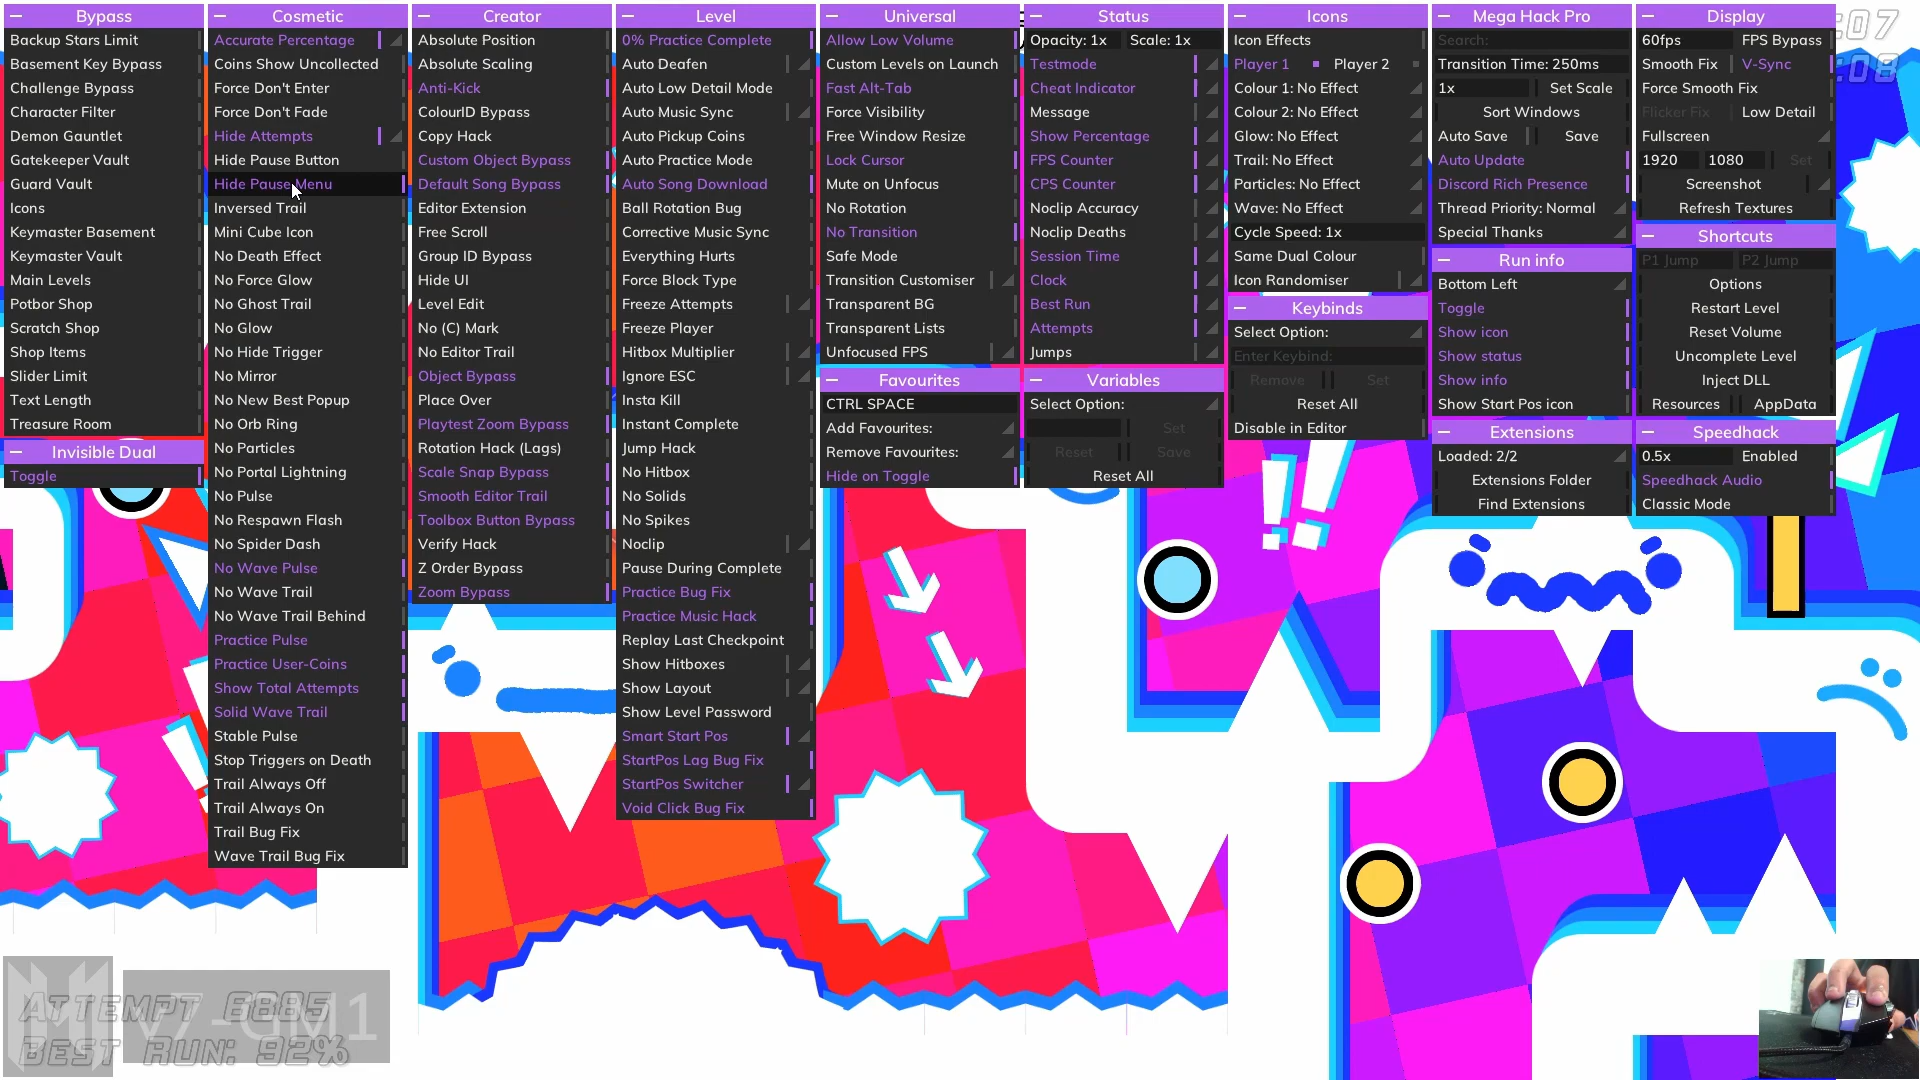 Bypass
Backup Stars Limit
Basement Key Bypass
Challenge Bypass
Character Filter
Demon Gauntlet
Gatekeeper Vault
Guard Vault
Icons
Keymaster Basement
Keymaster Vault
Main Levels
Potbor Shop
Scratch Shop
Shop Items
Slider Limit
Text Length
Treasure Room
Invisible Dual
Toggle
Cosmetic
Accurate Percentage
Coins Show Uncollected
Force Don't Enter
Force Don't Fade
Hide Attempts
Hide Pause Button
Hide Pause Menu
Inversed Trail
Mini Cube Icon
No Death Effect
No Force Glow
No Ghost Trail
No Glow
No Hide Trigger
No Mirror
No New Best Popup
No Orb Ring
No Particles
No Portal Lightning
No Pulse
No Respawn Flash
No Spider Dash
No Wave Pulse
No Wave Trail
No Wave Trail Behind
Practice Pulse
Practice User-Coins
Show Total Attempts
Solid Wave Trail
Stable Pulse
Stop Triggers on Death
Trail Always Off
Trail Always On
Trail Bug Fix
Wave Trail Bug Fix
Creator
Absolute Position
Absolute Scaling
Anti-Kick
ColourID Bypass
Copy Hack
Custom Object Bypass
Default Song Bypass
Editor Extension
Free Scroll
Group ID Bypass
Hide UI
Level Edit
No (C) Mark
No Editor Trail
Object Bypass
Place Over
Playtest Zoom Bypass
Rotation Hack (Lags)
Scale Snap Bypass
Smooth Editor Trail
Toolbox Button Bypass
Verify Hack
Z Order Bypass
Zoom Bypass
Level
0% Practice Complete
Auto Deafen
Auto Low Detail Mode
Auto Music Sync
Auto Pickup Coins
Auto Practice Mode
Auto Song Download
Ball Rotation Bug
Corrective Music Sync
Everything Hurts
Force Block Type
Freeze Attempts
Freeze Player
Hitbox Multiplier
Ignore ESC
Insta Kill
Instant Complete
Jump Hack
No Hitbox
No Solids
No Spikes
Noclip
Pause During Complete
Practice Bug Fix
Practice Music Hack
Replay Last Checkpoint
Show Hitboxes
Show Layout
Show Level Password
Smart Start Pos
StartPos Lag Bug Fix
StartPos Switcher
Void Click Bug Fix
Universal
Allow Low Volume
Custom Levels on Launch
Fast Alt-Tab
Force Visibility
Free Window Resize
Lock Cursor
Mute on Unfocus
No Rotation
No Transition
Safe Mode
Transition Customiser
Transparent BG
Transparent Lists
Unfocused FPS
Favourites
CTRL SPACE
Add Favourites:
Remove Favourites:
Hide on Toggle
Status
Opacity: 1x Scale: 1x
Testmode
Cheat Indicator
Message
Show Percentage
FPS Counter
CPS Counter
Noclip Accuracy
Noclip Deaths
Session Time
Clock
Best Run
Attempts
Jumps
Variables
Select Option:
Set
Reset Save
Reset All
Icons
Icon Effects
Player 1 Player 2
Colour 1: No Effect
Colour 2: No Effect
Glow: No Effect
Trail: No Effect
Particles: No Effect
Wave: No Effect
Cycle Speed: 1x
Same Dual Colour
Icon Randomiser
Keybinds
Select Option:
Enter Keybind:
Remove Set
Reset All
Disable in Editor
Mega Hack Pro
Search:
Transition Time: 250ms
1x Set Scale
Sort Windows
Auto Save Save
Auto Update
Discord Rich Presence
Thread Priority: Normal
Special Thanks
Run info
Bottom Left
Toggle
Show icon
Show status
Show info
Show Start Pos icon
Extensions
Loaded: 2/2
Extensions Folder
Find Extensions
Display
60fps FPS Bypass
Smooth Fix V-Sync
Force Smooth Fix
Flicker Fix Low Detail
Fullscreen
1920 1080 Set
Screenshot
Refresh Textures
Shortcuts
P1 Jump P2 Jump
Options
Restart Level
Reset Volume
Uncomplete Level
Inject DLL
Resources AppData
Speedhack
0.5x Enabled
Speedhack Audio
Classic Mode
:07
:08
!!
ATTEMPT 6885
v7-GM1
BEST RUN: 92%